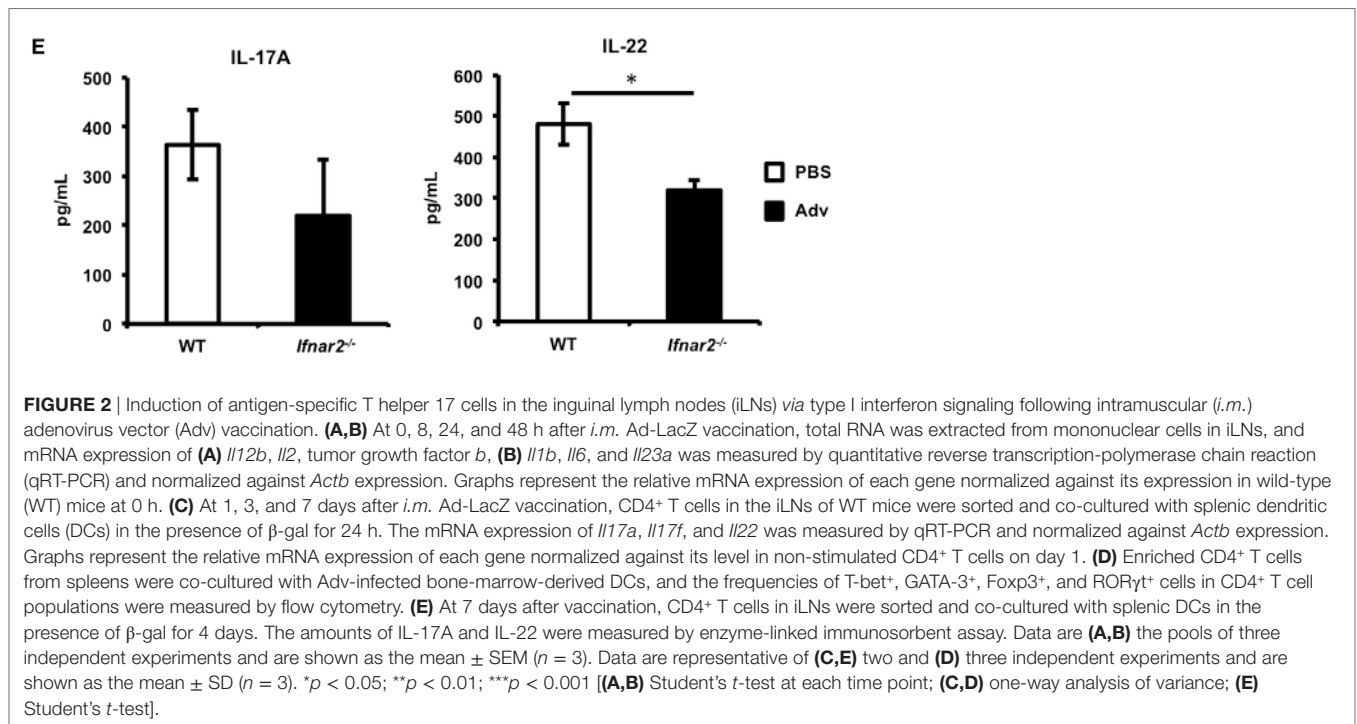 E
IL-17A
500
400
300
200
100
0
pg/mL
WT
Ifnar2-/-
IL-22
*
600
500
400
300
200
100
0
pg/mL
WT
Ifnar2-/-
PBS
Adv
FIGURE 2 | Induction of antigen-specific T helper 17 cells in the inguinal lymph nodes (iLNs) via type I interferon signaling following intramuscular (i.m.)
adenovirus vector (Adv) vaccination. (A,B) At 0, 8, 24, and 48 h after i.m. Ad-LacZ vaccination, total RNA was extracted from mononuclear cells in iLNs, and
mRNA expression of (A) Il12b, Il2, tumor growth factor b, (B) Il1b, Il6, and Il23a was measured by quantitative reverse transcription-polymerase chain reaction
(qRT-PCR) and normalized against Actb expression. Graphs represent the relative mRNA expression of each gene normalized against its expression in wild-type
(WT) mice at 0 h. (C) At 1, 3, and 7 days after i.m. Ad-LacZ vaccination, CD4+ T cells in the iLNs of WT mice were sorted and co-cultured with splenic dendritic
cells (DCs) in the presence of β-gal for 24 h. The mRNA expression of Il17a, Il17f, and Il22 was measured by qRT-PCR and normalized against Actb expression.
Graphs represent the relative mRNA expression of each gene normalized against its level in non-stimulated CD4+ T cells on day 1. (D) Enriched CD4+ T cells
from spleens were co-cultured with Adv-infected bone-marrow-derived DCs, and the frequencies of T-bet+, GATA-3+, Foxp3+, and RORγt+ cells in CD4+ T cell
populations were measured by flow cytometry. (E) At 7 days after vaccination, CD4+ T cells in iLNs were sorted and co-cultured with splenic DCs in the
presence of β-gal for 4 days. The amounts of IL-17A and IL-22 were measured by enzyme-linked immunosorbent assay. Data are (A,B) the pools of three
independent experiments and are shown as the mean ± SEM (n = 3). Data are representative of (C,E) two and (D) three independent experiments and are
shown as the mean ± SD (n = 3). *p < 0.05; **p < 0.01; ***p < 0.001 [(A,B) Student's t-test at each time point; (C,D) one-way analysis of variance; (E)
Student's t-test].